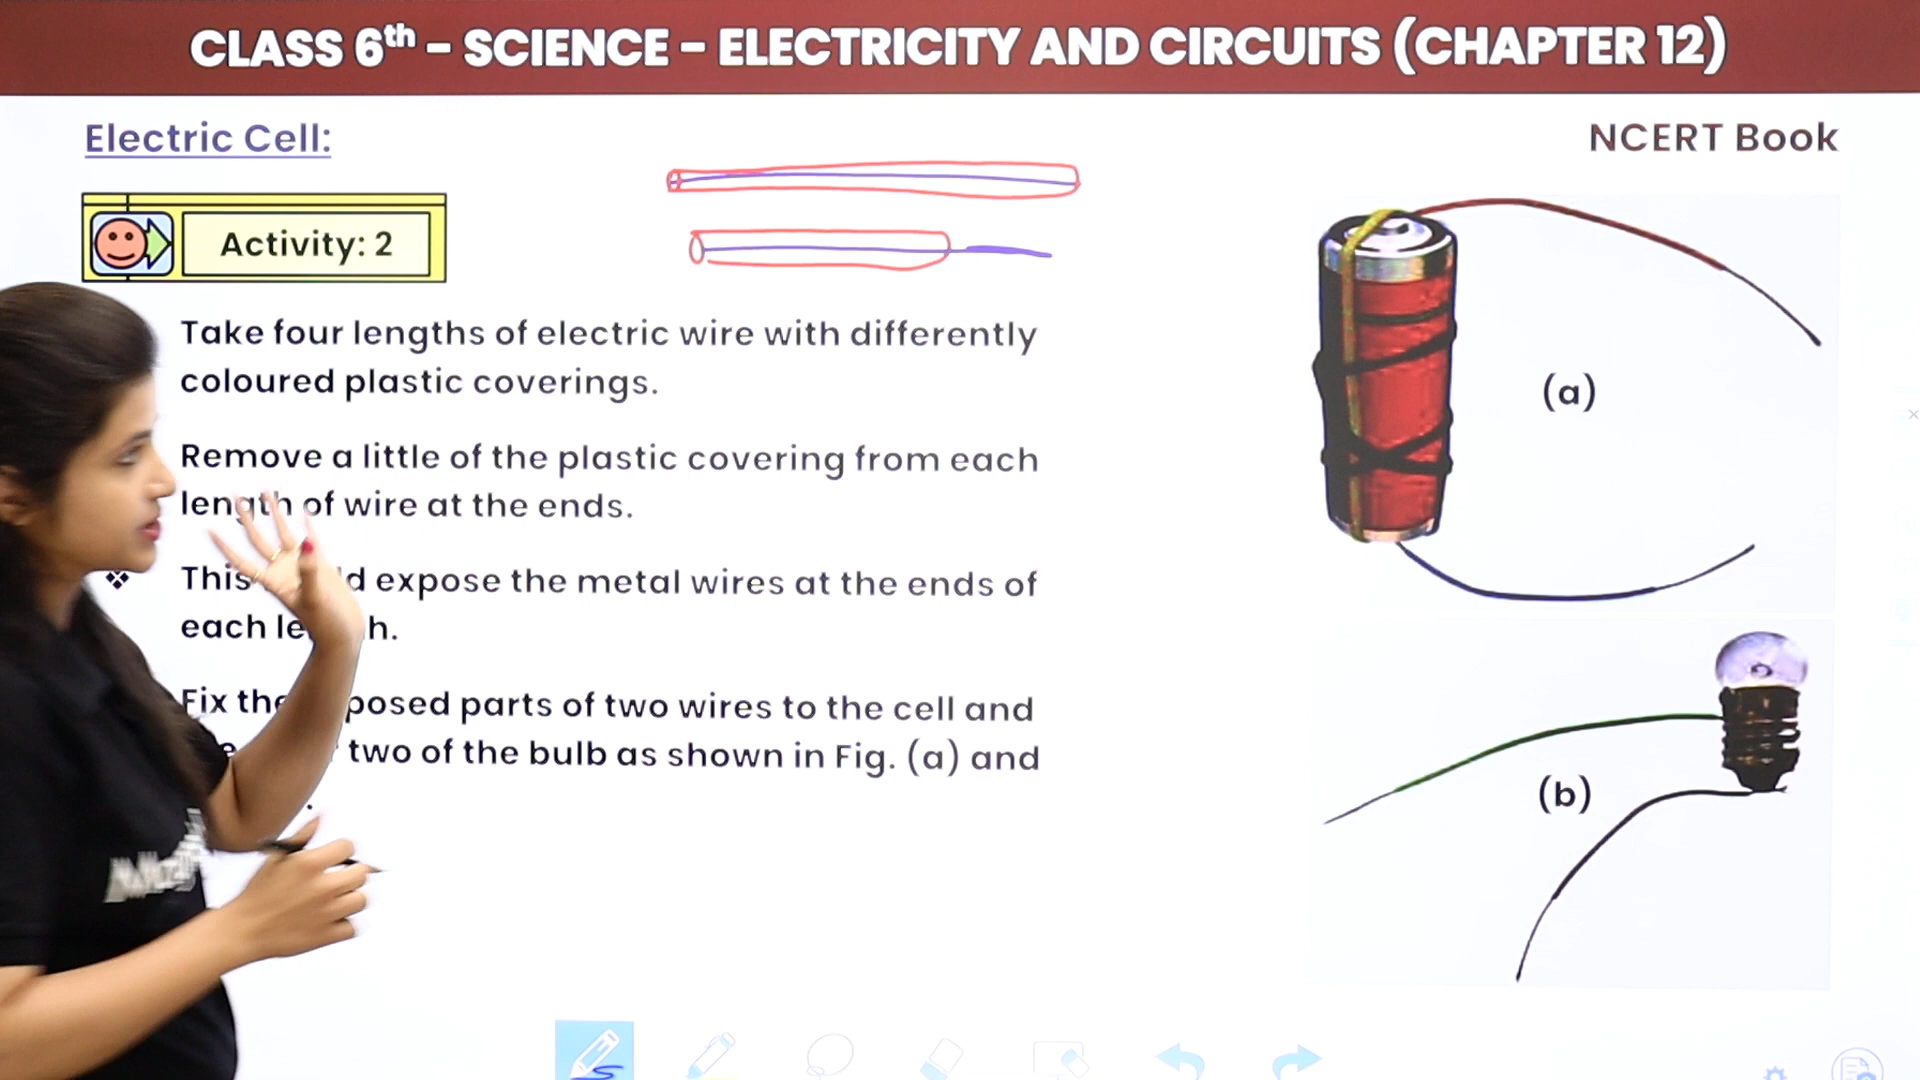 CLASS 6th – SCIENCE – ELECTRICITY AND CIRCUITS (CHAPTER 12)
Electric Cell:
NCERT Book
Activity: 2
Take four lengths of electric wire with differently
coloured plastic coverings.
Remove a little of the plastic covering from each
length of wire at the ends.
This expose the metal wires at the ends of
each
Fix parts of two wires to the cell and
two of the bulb as shown in Fig. (a) and
(a)
(b)